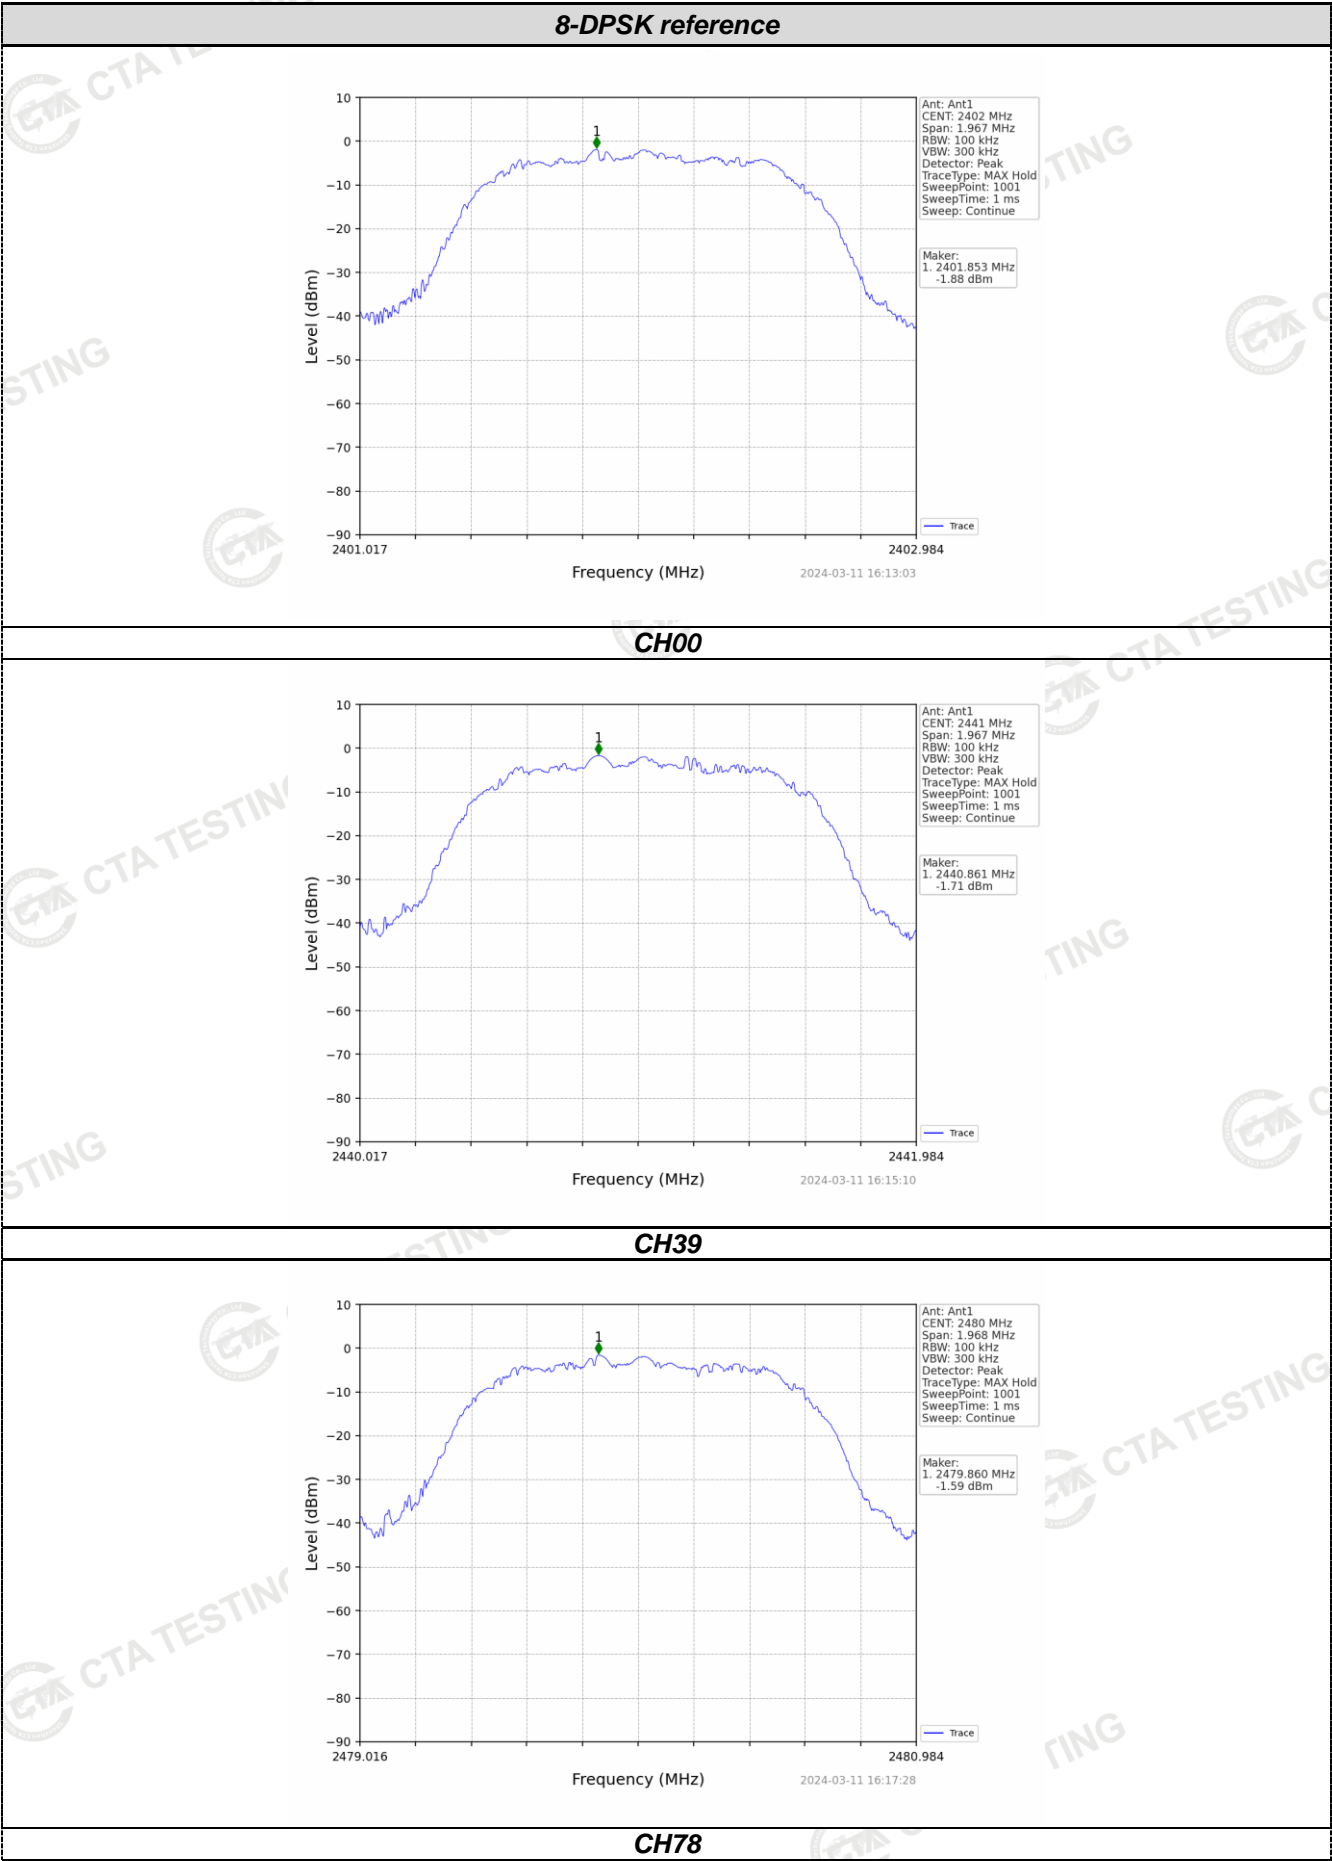 8-DPSK reference
10
0
−10
−20
−30
−40
−50
−60
−70
−80
−90
Level (dBm)
1
2401.017
2402.984
Frequency (MHz)
2024-03-11 16:13:03
Ant: Ant1
CENT: 2402 MHz
Span: 1.967 MHz
RBW: 100 kHz
VBW: 300 kHz
Detector: Peak
TraceType: MAX Hold
SweepPoint: 1001
SweepTime: 1 ms
Sweep: Continue
Maker:
1. 2401.853 MHz
-1.88 dBm
Trace
CH00
10
0
−10
−20
−30
−40
−50
−60
−70
−80
−90
Level (dBm)
1
2440.017
2441.984
Frequency (MHz)
2024-03-11 16:15:10
Ant: Ant1
CENT: 2441 MHz
Span: 1.967 MHz
RBW: 100 kHz
VBW: 300 kHz
Detector: Peak
TraceType: MAX Hold
SweepPoint: 1001
SweepTime: 1 ms
Sweep: Continue
Maker:
1. 2440.861 MHz
-1.71 dBm
Trace
CH39
10
0
−10
−20
−30
−40
−50
−60
−70
−80
−90
Level (dBm)
1
2479.016
2480.984
Frequency (MHz)
2024-03-11 16:17:28
Ant: Ant1
CENT: 2480 MHz
Span: 1.968 MHz
RBW: 100 kHz
VBW: 300 kHz
Detector: Peak
TraceType: MAX Hold
SweepPoint: 1001
SweepTime: 1 ms
Sweep: Continue
Maker:
1. 2479.860 MHz
-1.59 dBm
Trace
CH78
CTA TESTING
CTA TESTING
CTA TESTING
CTA TESTING